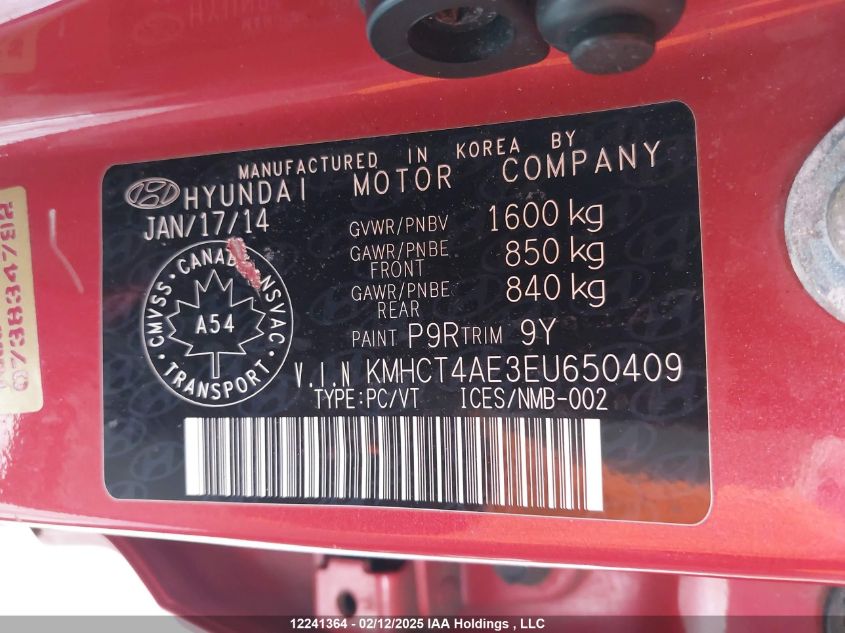 MANUFACTURED IN KOREA BY
HYUNDAI MOTOR COMPANY
JAN/17/14
GVWR/PNBV 1600 kg
GAWR/PNBE FRONT 850 kg
GAWR/PNBE REAR 840 kg
PAINT P9R TRIM 9Y
CMVSS · CANADA NSVAC · TRANSPORT ·
A54
V.I.N KMHCT4AE3EU650409
TYPE:PC/VT ICES/NMB-002
12241364 - 02/12/2025 IAA Holdings , LLC